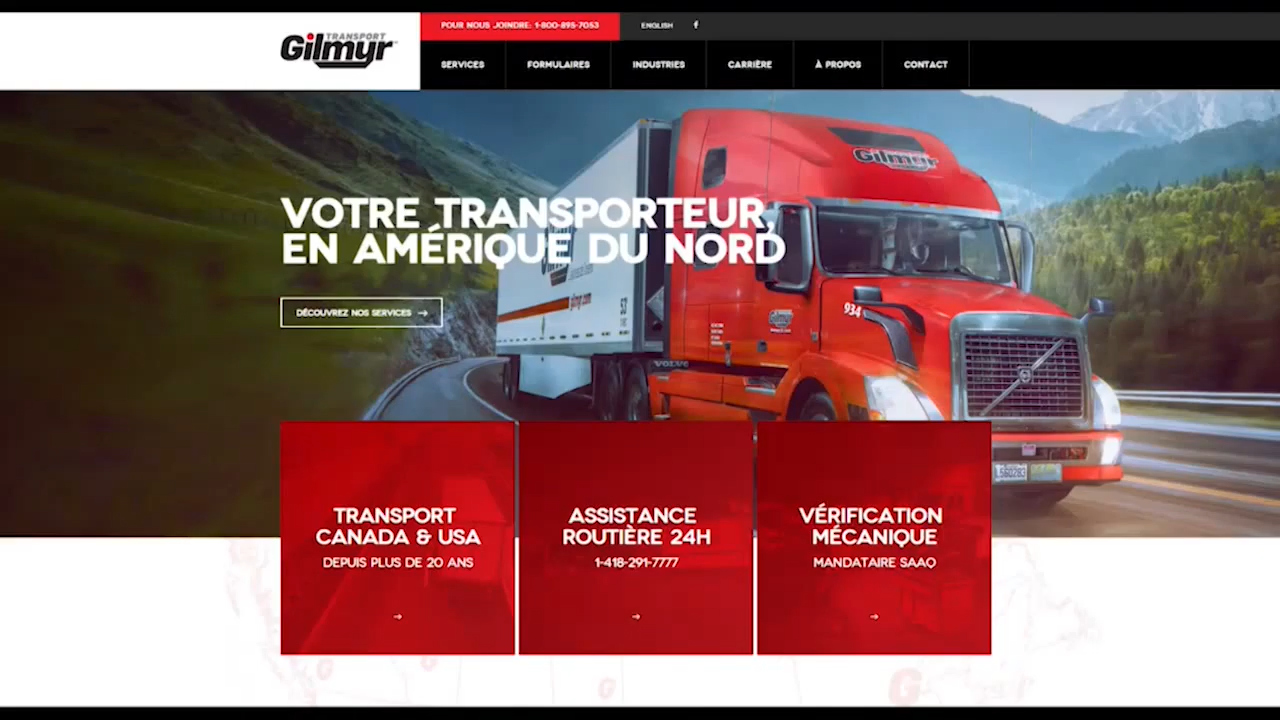 TRANSPORT
Gilmyr
POUR NOUS JOINDRE: 1-800-895-7053
ENGLISH
f
SERVICES
FORMULAIRES
INDUSTRIES
CARRIÈRE
À PROPOS
CONTACT
Gilmyr
VOTRE TRANSPORTEUR,
EN AMÉRIQUE DU NORD
DÉCOUVREZ NOS SERVICES →
53
934
VOLVO
TRANSPORT
CANADA & USA
DEPUIS PLUS DE 20 ANS
→
ASSISTANCE
ROUTIÈRE 24H
1-418-291-7777
→
VÉRIFICATION
MÉCANIQUE
MANDATAIRE SAAQ
→